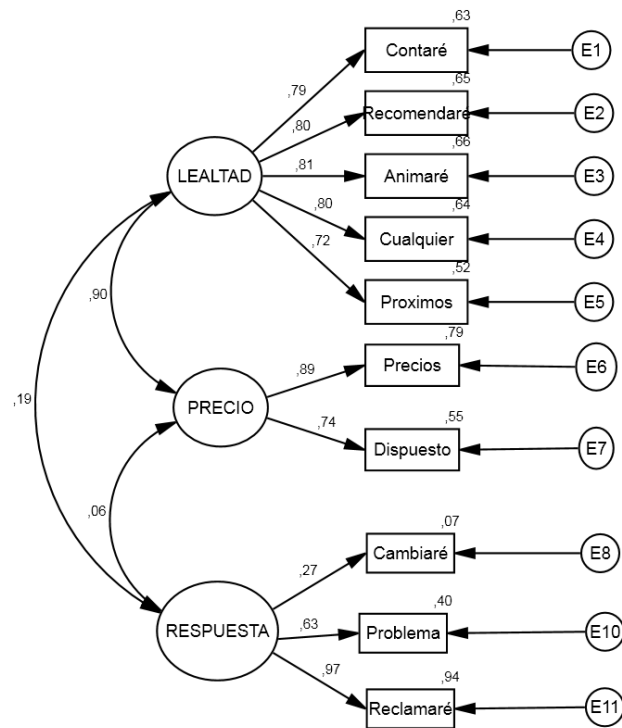 ,63
Contaré
E1
,79
,65
Recomendaré
E2
,80
,66
LEALTAD
,81
Animaré
E3
,64
,80
Cualquier
E4
,72
,52
Proximos
E5
,90
,79
,89
Precios
E6
,19
PRECIO
,74
,55
Dispuesto
E7
,06
,07
Cambiaré
E8
,27
,40
RESPUESTA
,63
Problema
E10
,97
,94
Reclamaré
E11